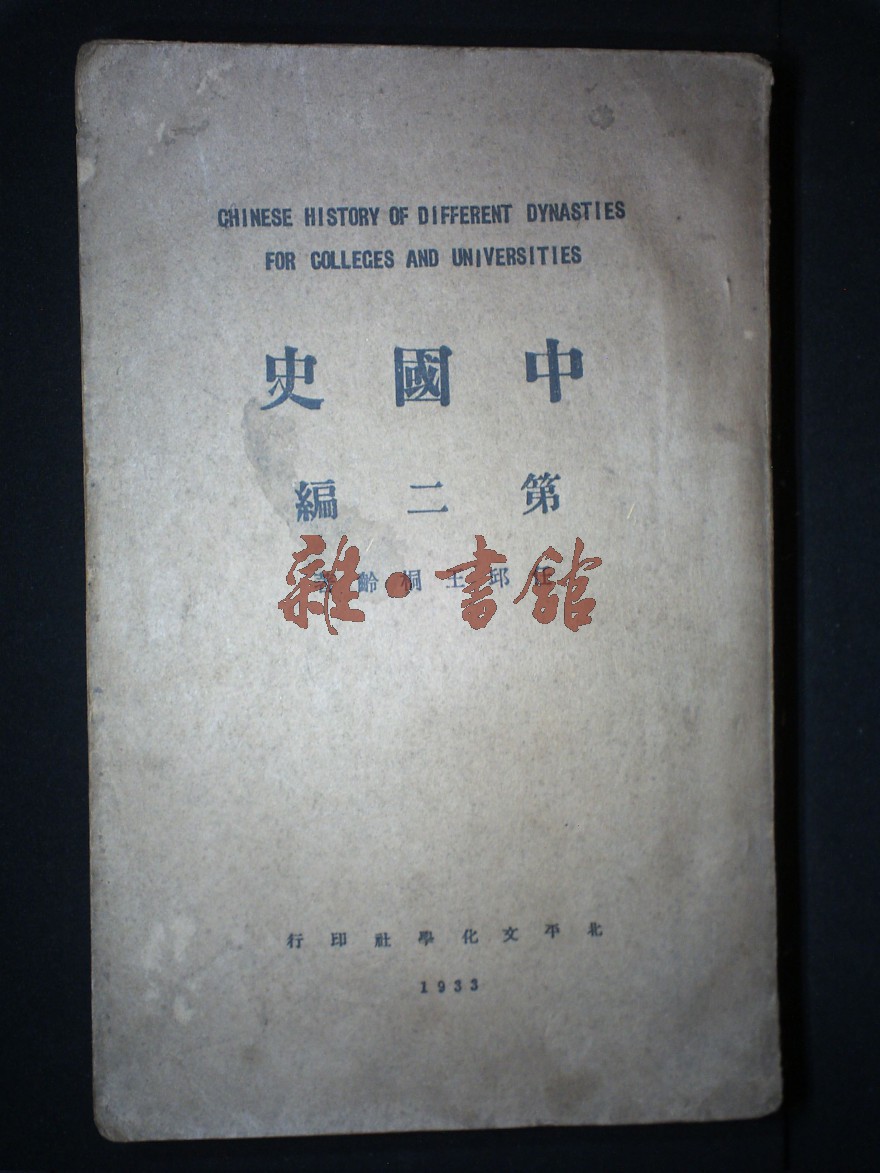 CHINESE HISTORY OF DIFFERENT DYNASTIES
FOR COLLEGES AND UNIVERSITIES
中國史
第二編
任邱王桐齡著
雜·書館
北平文化學社印行
1933